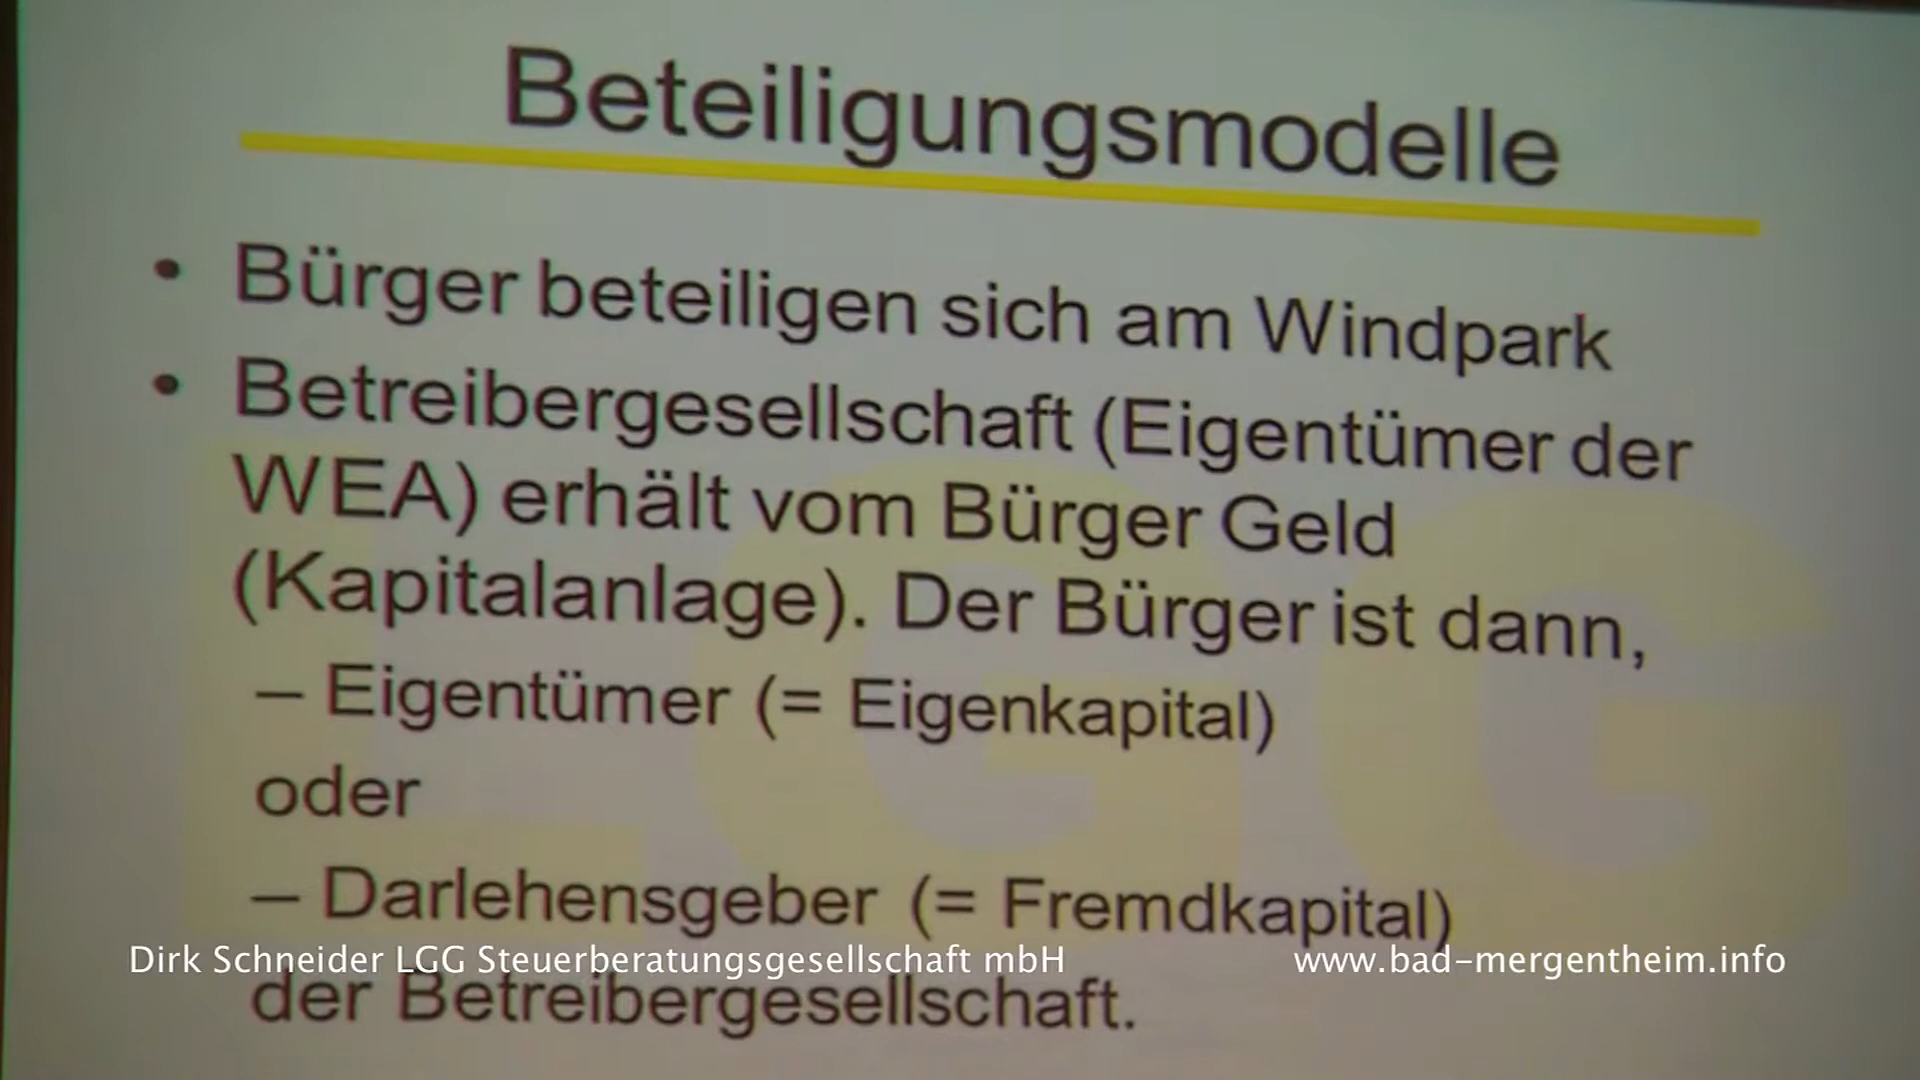 Beteiligungsmodelle
• Bürger beteiligen sich am Windpark
• Betreibergesellschaft (Eigentümer der
WEA) erhält vom Bürger Geld
(Kapitalanlage). Der Bürger ist dann,
– Eigentümer (= Eigenkapital)
oder
– Darlehensgeber (= Fremdkapital)
der Betreibergesellschaft.
LGG
Dirk Schneider LGG Steuerberatungsgesellschaft mbH
www.bad-mergentheim.info